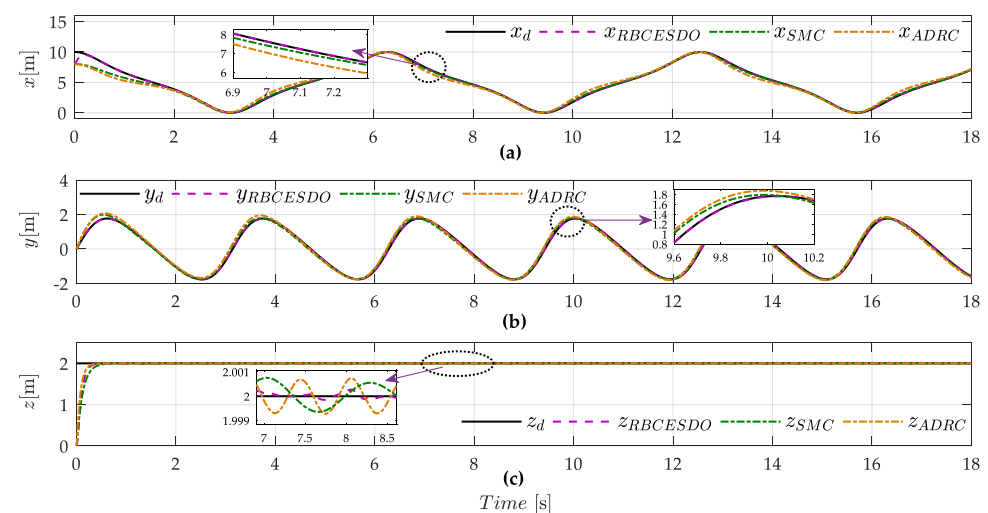 15
10
5
0
x[m]
x_d x_RBCESDO x_SMC x_ADRC
8
7
6
6.9 7 7.1 7.2
0 2 4 6 8 10 12 14 16 18
(a)
4
2
0
-2
y[m]
y_d y_RBCESDO y_SMC y_ADRC
1.8
1.6
1.4
1.2
1
0.8
9.6 9.8 10 10.2
0 2 4 6 8 10 12 14 16 18
(b)
2
1
0
z[m]
2.001
2
1.999
7 7.5 8 8.5
z_d z_RBCESDO z_SMC z_ADRC
0 2 4 6 8 10 12 14 16 18
(c)
Time [s]